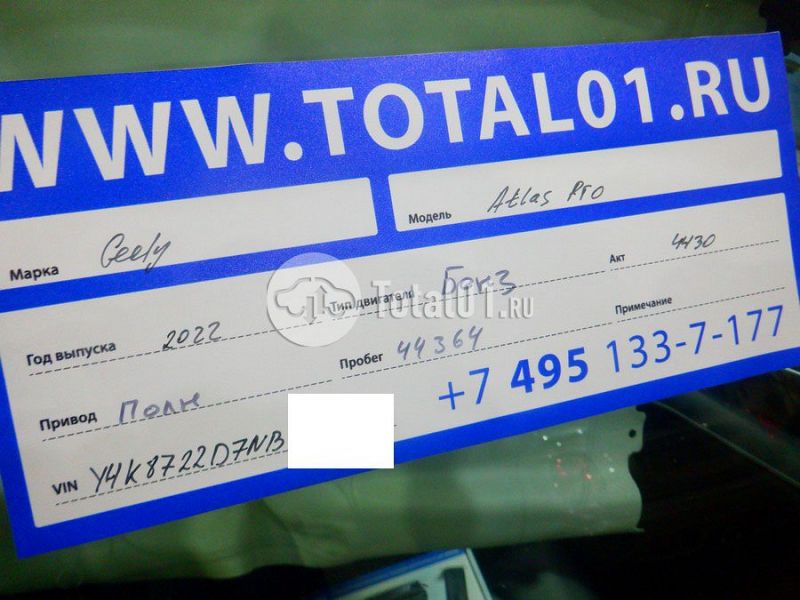 WWW.TOTAL01.RU
Марка Geely Модель Atlas Pro
Год выпуска 2022 Тип двигателя Бенз Акт 4430
Total01.RU
Привод Полн Пробег 44364 Примечание
+7 495 133-7-177
VIN Y4K8722D7NB